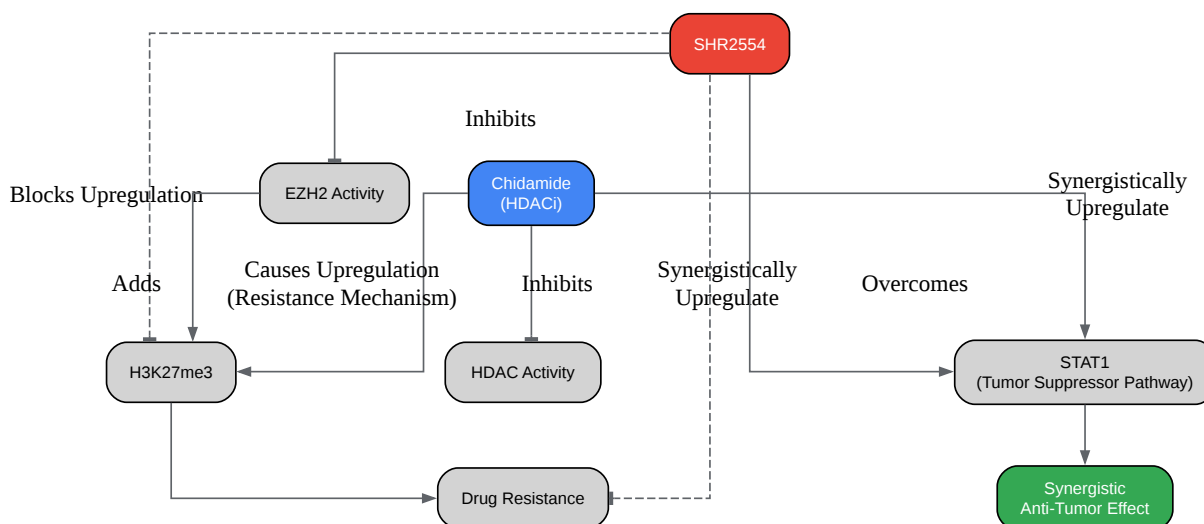 SHR2554
Inhibits
EZH2 Activity
Chidamide
(HDACi)
Blocks Upregulation
Synergistically
Upregulate
Adds
Causes Upregulation
(Resistance Mechanism)
Inhibits
Synergistically
Upregulate
Overcomes
H3K27me3
HDAC Activity
STAT1
(Tumor Suppressor Pathway)
Drug Resistance
Synergistic
Anti-Tumor Effect